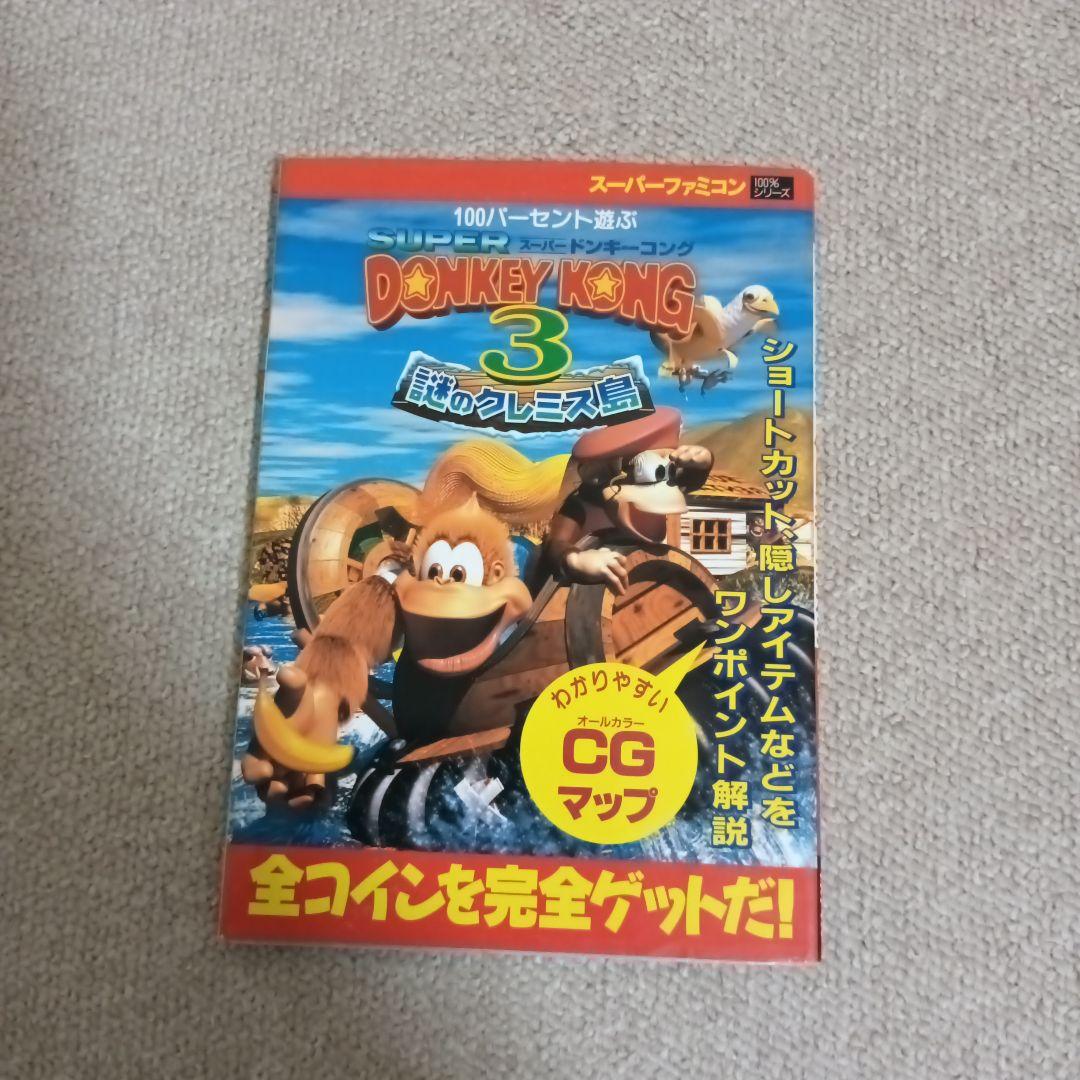 スーパーファミコン
100%
シリーズ
100パーセント遊ぶ
SUPER スーパードンキーコング
DONKEY KONG
3
謎のクレミス島
ショートカット、隠しアイテムなどを
ワンポイント解説
わかりやすい
オールカラー
CG
マップ
全コインを完全ゲットだ!